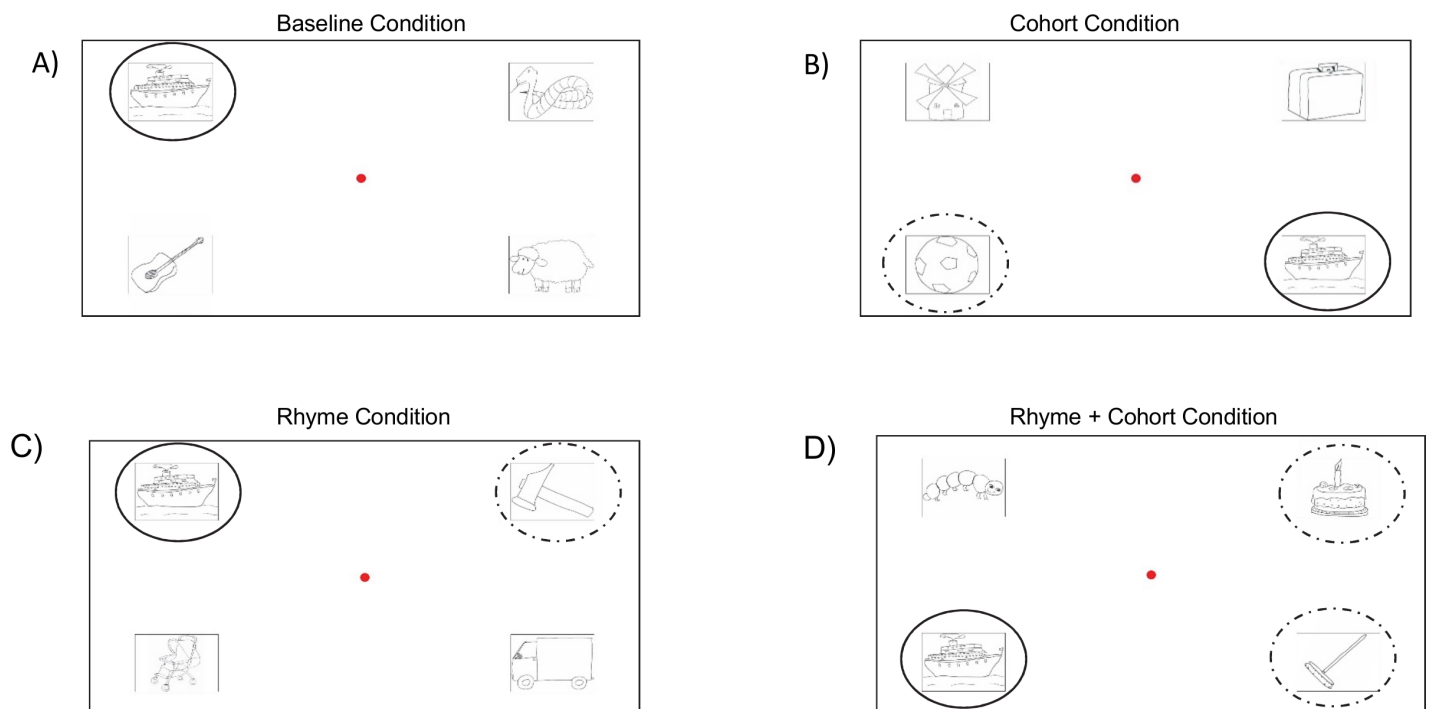 Baseline Condition
A)
Cohort Condition
B)
Rhyme Condition
C)
Rhyme + Cohort Condition
D)